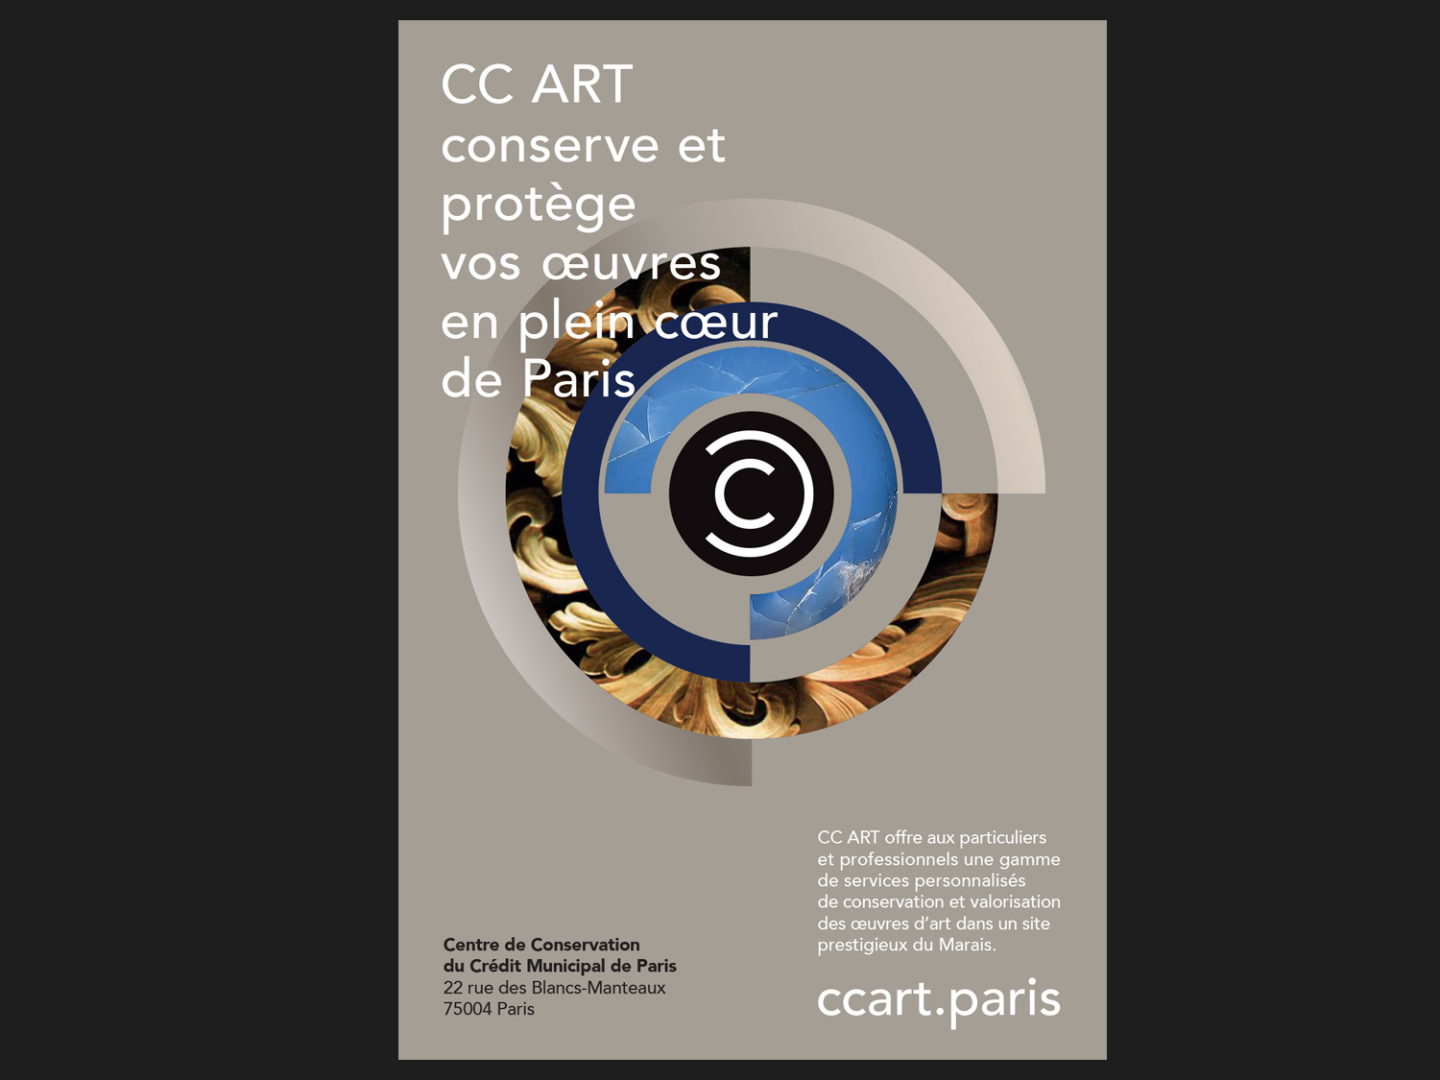 CC ART
conserve et
protège
vos œuvres
en plein cœur
de Paris
CC ART offre aux particuliers
et professionnels une gamme
de services personnalisés
de conservation et valorisation
des œuvres d’art dans un site
prestigieux du Marais.
Centre de Conservation
du Crédit Municipal de Paris
22 rue des Blancs-Manteaux
75004 Paris
ccart.paris